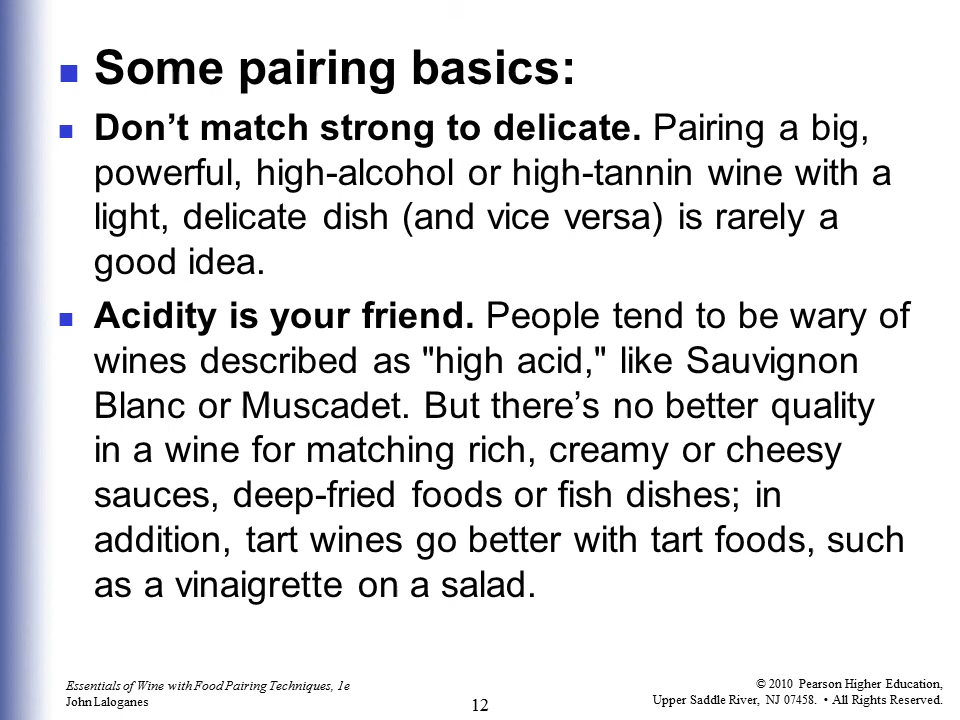 Some pairing basics:
Don’t match strong to delicate. Pairing a big,
powerful, high-alcohol or high-tannin wine with a
light, delicate dish (and vice versa) is rarely a
good idea.
Acidity is your friend. People tend to be wary of
wines described as "high acid," like Sauvignon
Blanc or Muscadet. But there’s no better quality
in a wine for matching rich, creamy or cheesy
sauces, deep-fried foods or fish dishes; in
addition, tart wines go better with tart foods, such
as a vinaigrette on a salad.
Essentials of Wine with Food Pairing Techniques, 1e
John Laloganes
12
© 2010 Pearson Higher Education,
Upper Saddle River, NJ 07458. • All Rights Reserved.